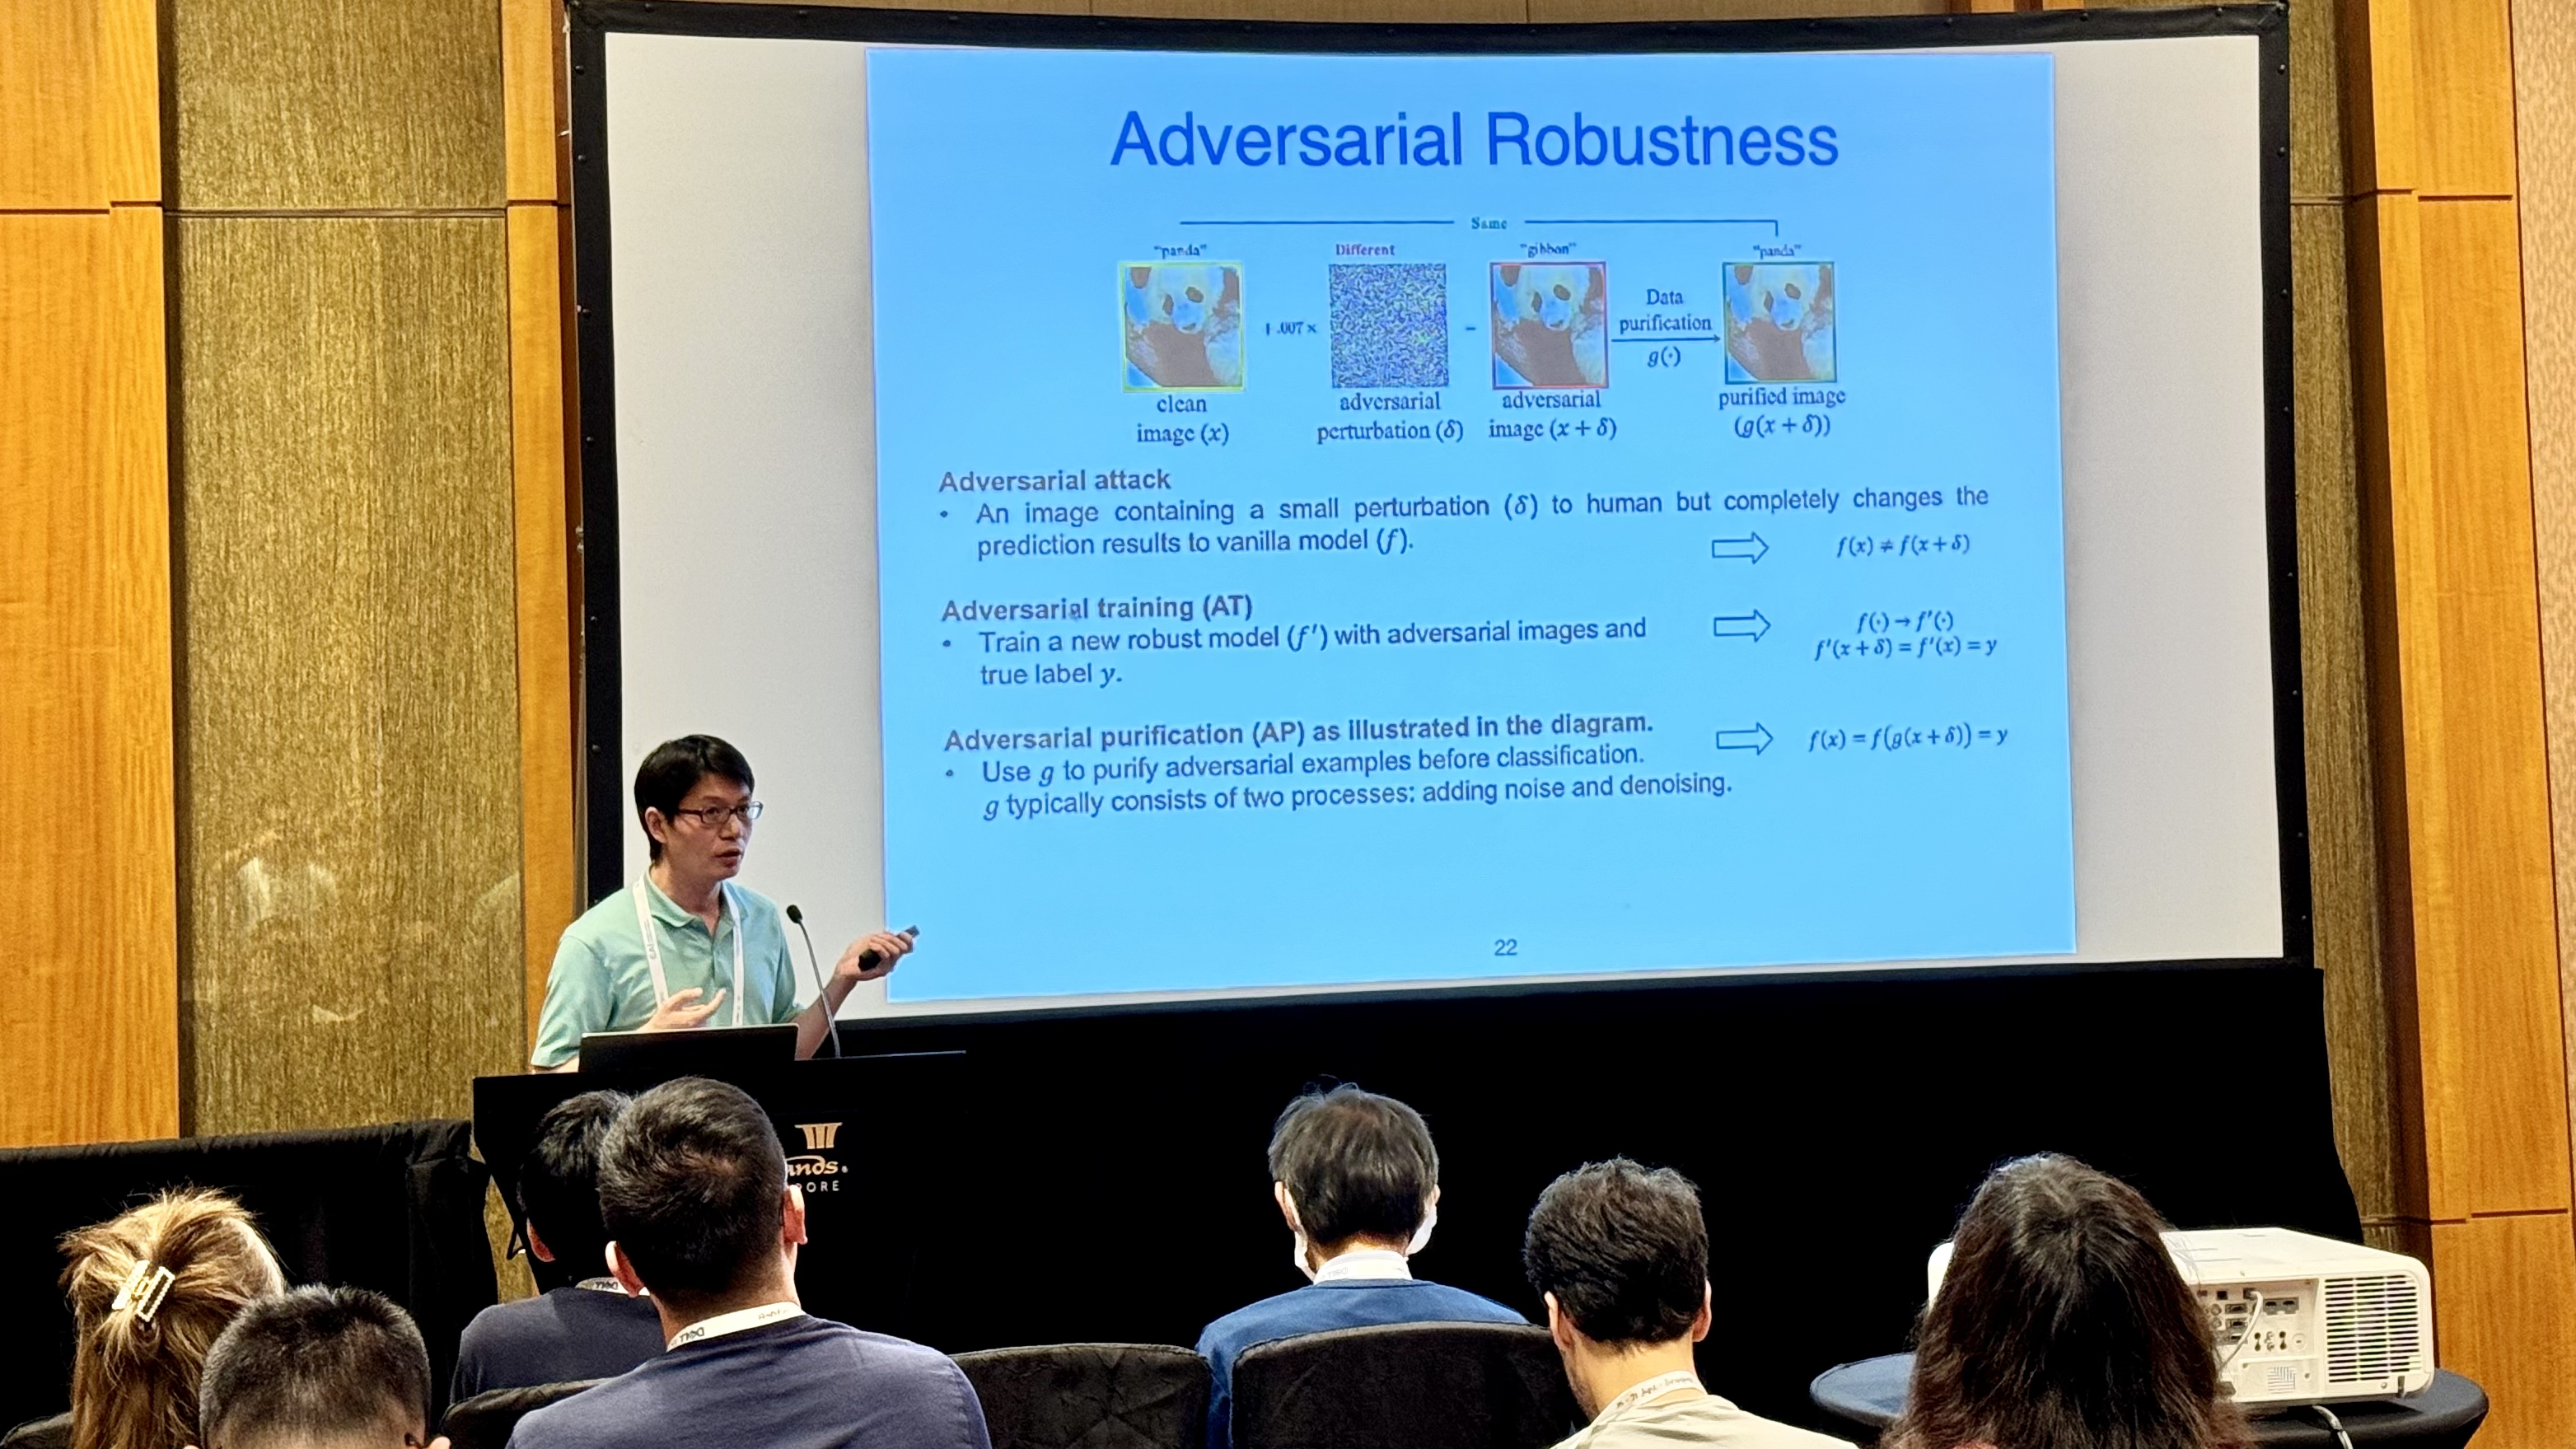 Adversarial Robustness
Same
"panda"
Different
"gibbon"
"panda"
.007 ×
Data
purification
g(·)
clean
image (x)
adversarial
perturbation (δ)
adversarial
image (x + δ)
purified image
(g(x + δ))
Adversarial attack
• An image containing a small perturbation (δ) to human but completely changes the
prediction results to vanilla model (f).
f(x) ≠ f(x + δ)
Adversarial training (AT)
• Train a new robust model (f′) with adversarial images and
true label y.
f(·) → f′(·)
f′(x + δ) = f′(x) = y
Adversarial purification (AP) as illustrated in the diagram.
• Use g to purify adversarial examples before classification.
g typically consists of two processes: adding noise and denoising.
f(x) = f(g(x + δ)) = y
22